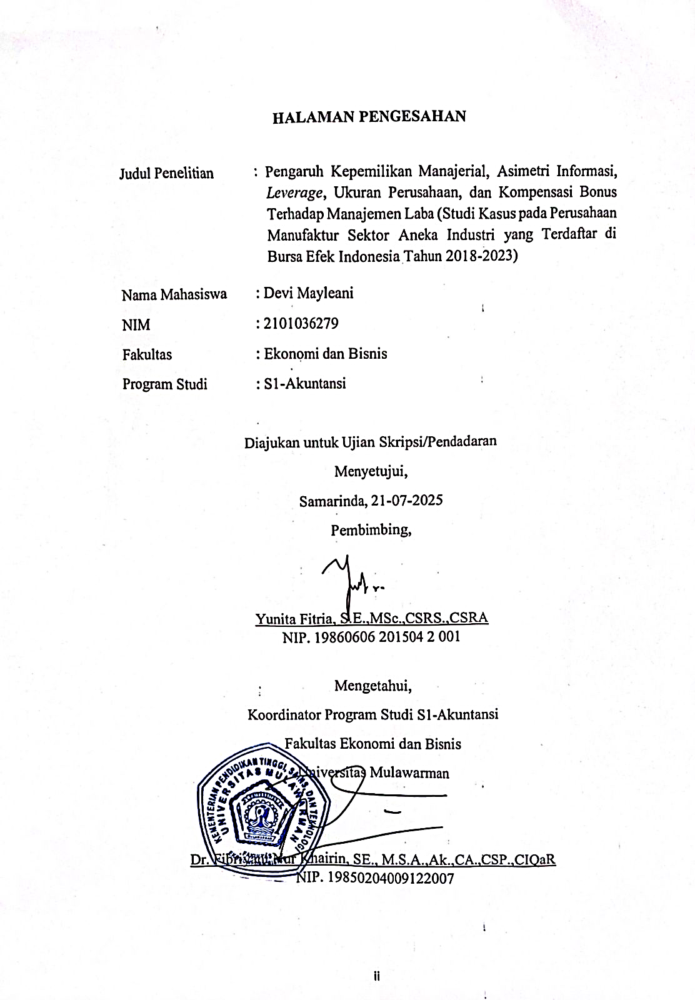 HALAMAN PENGESAHAN
Judul Penelitian : Pengaruh Kepemilikan Manajerial, Asimetri Informasi,
Leverage, Ukuran Perusahaan, dan Kompensasi Bonus
Terhadap Manajemen Laba (Studi Kasus pada Perusahaan
Manufaktur Sektor Aneka Industri yang Terdaftar di
Bursa Efek Indonesia Tahun 2018-2023)
Nama Mahasiswa : Devi Mayleani
NIM : 2101036279
Fakultas : Ekonomi dan Bisnis
Program Studi : S1-Akuntansi
Diajukan untuk Ujian Skripsi/Pendadaran
Menyetujui,
Samarinda, 21-07-2025
Pembimbing,
Yunita Fitria, S.E.,MSc.,CSRS.,CSRA
NIP. 19860606 201504 2 001
Mengetahui,
Koordinator Program Studi S1-Akuntansi
Fakultas Ekonomi dan Bisnis
Universitas Mulawarman
KEMENTERIAN PENDIDIKAN TINGGI, SAINS, DAN TEKNOLOGI
UNIVERSITAS MULAWARMAN
Dr. Nur Khairin, SE., M.S.A.,Ak.,CA.,CSP.,CIQaR
NIP. 19850204009122007
ii